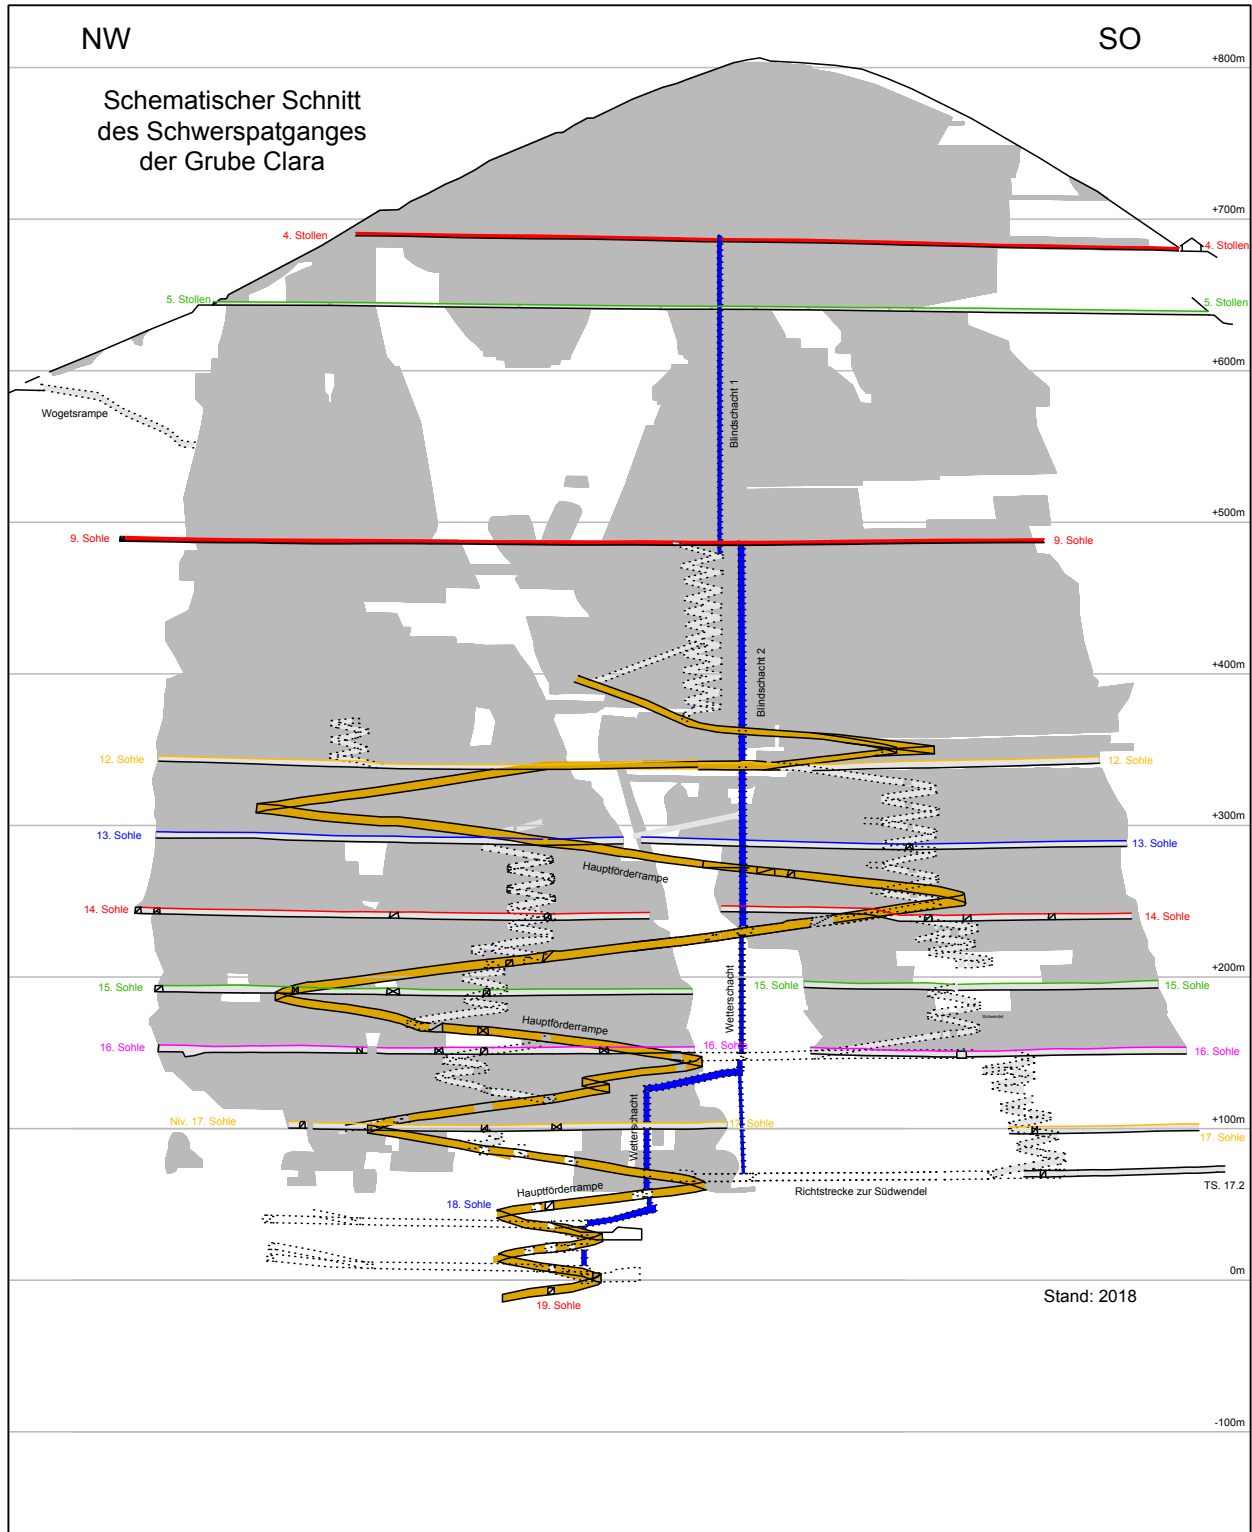 NW
SO
+800m
Schematischer Schnitt
des Schwerspatganges
der Grube Clara
+700m
4. Stollen
4. Stollen
5. Stollen
5. Stollen
+600m
Wogetsrampe
Blindschacht 1
+500m
9. Sohle
9. Sohle
Blindschacht 2
+400m
12. Sohle
12. Sohle
+300m
13. Sohle
13. Sohle
Hauptförderrampe
14. Sohle
14. Sohle
+200m
15. Sohle
15. Sohle
15. Sohle
Wetterschacht
Südwendel
Hauptförderrampe
16. Sohle
16. Sohle
16. Sohle
+100m
Niv. 17. Sohle
17. Sohle
17. Sohle
Wetterschacht
TS. 17.2
Hauptförderrampe
Richtstrecke zur Südwendel
18. Sohle
0m
19. Sohle
Stand: 2018
-100m